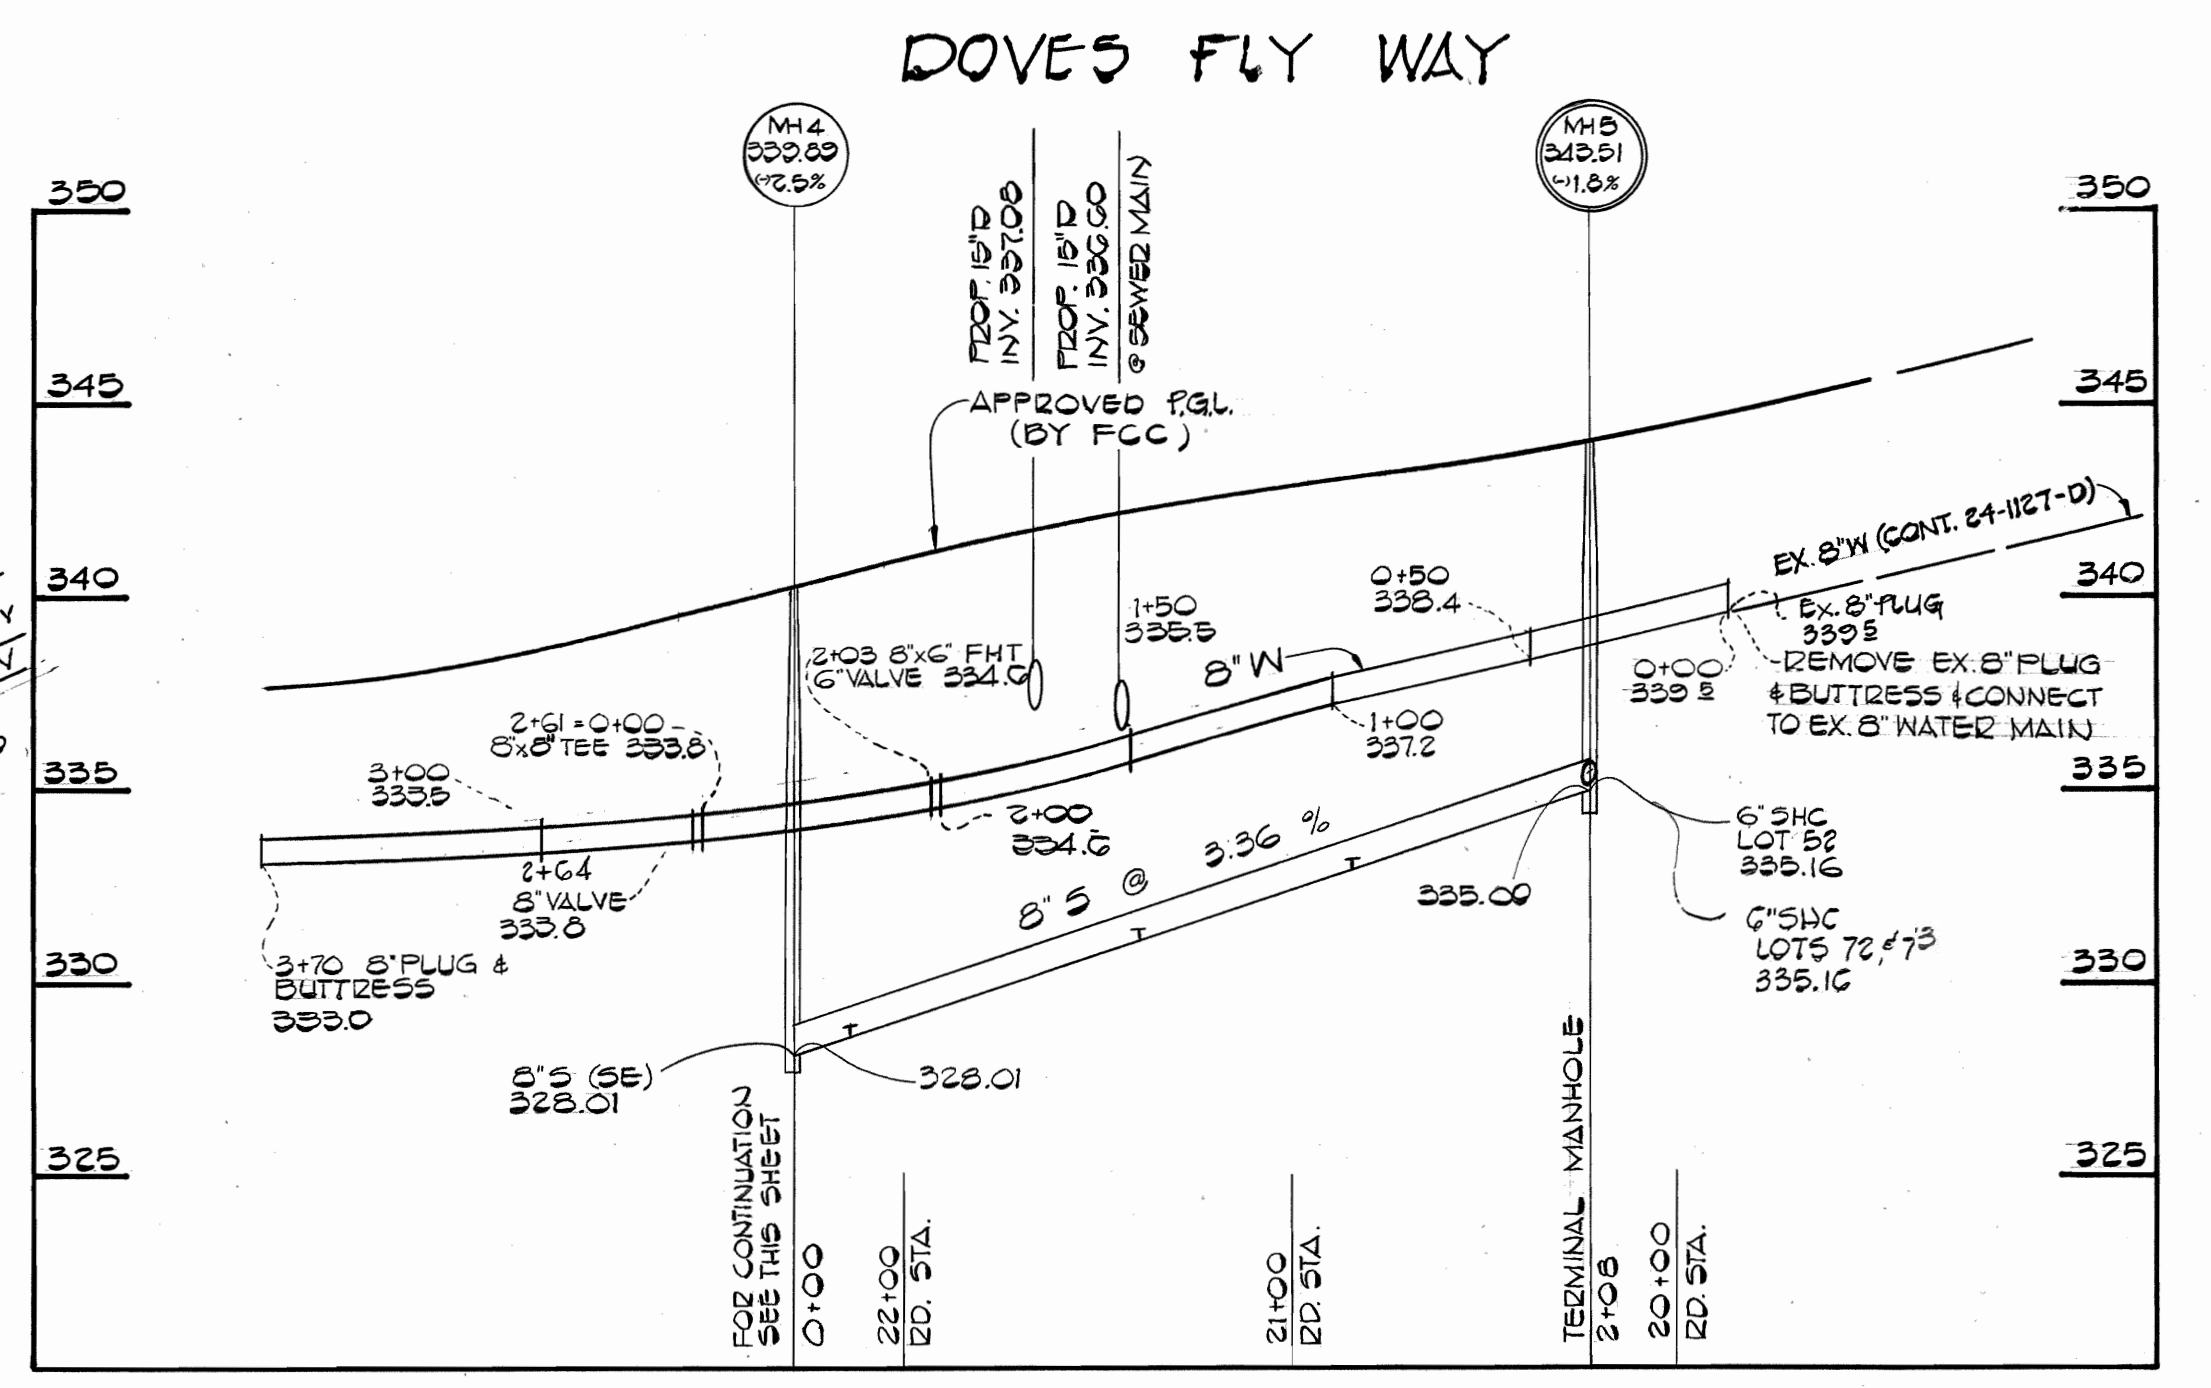 DOVES FLY WAY
MH 4
339.89
(-)2.5%
MH 5
343.51
(-)1.8%
350
345
340
335
330
325
350
345
340
335
330
325
PROP. 15"D
INV. 337.08
PROP. 15"D
INV. 336.60
@ SEWER MAIN
APPROVED P.G.L.
(BY FCC)
EX. 8"W (CONT. 24-1127-D)
0+50
338.4
1+50
335.5
8" W
EX. 8" PLUG
339.5
0+00
339.5
REMOVE EX. 8" PLUG
& BUTTRESS & CONNECT
TO EX. 8" WATER MAIN
2+03 8"x6" FHT
6" VALVE 334.6
1+00
337.2
2+61 = 0+00
8"x8" TEE 333.8
3+00
333.5
2+00
334.6
2+64
8" VALVE
333.8
8" S @ 3.36 %
335.00
6" SHC
LOT 52
335.16
6" SHC
LOTS 72, & 73
335.16
3+70 8" PLUG &
BUTTRESS
333.0
8" S (SE)
328.01
328.01
FOR CONTINUATION
SEE THIS SHEET
0+00
22+00
RD. STA.
21+00
RD. STA.
TERMINAL MANHOLE
2+08
20+00
RD. STA.